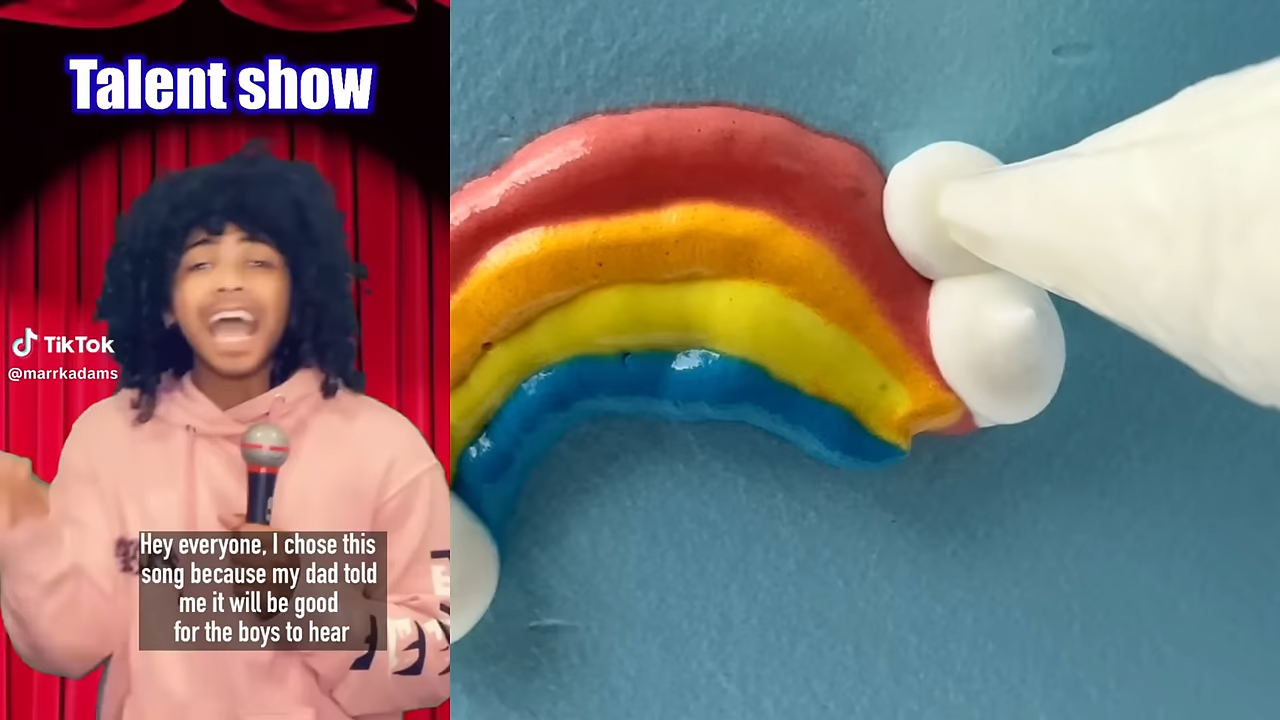 Talent show
TikTok
@marrkadams
Hey everyone, I chose this
song because my dad told
me it will be good
for the boys to hear